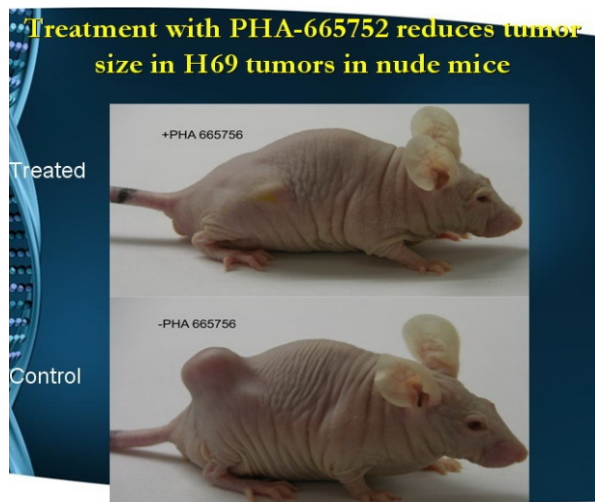 Treatment with PHA-665752 reduces tumor
size in H69 tumors in nude mice
+PHA 665756
Treated
-PHA 665756
Control